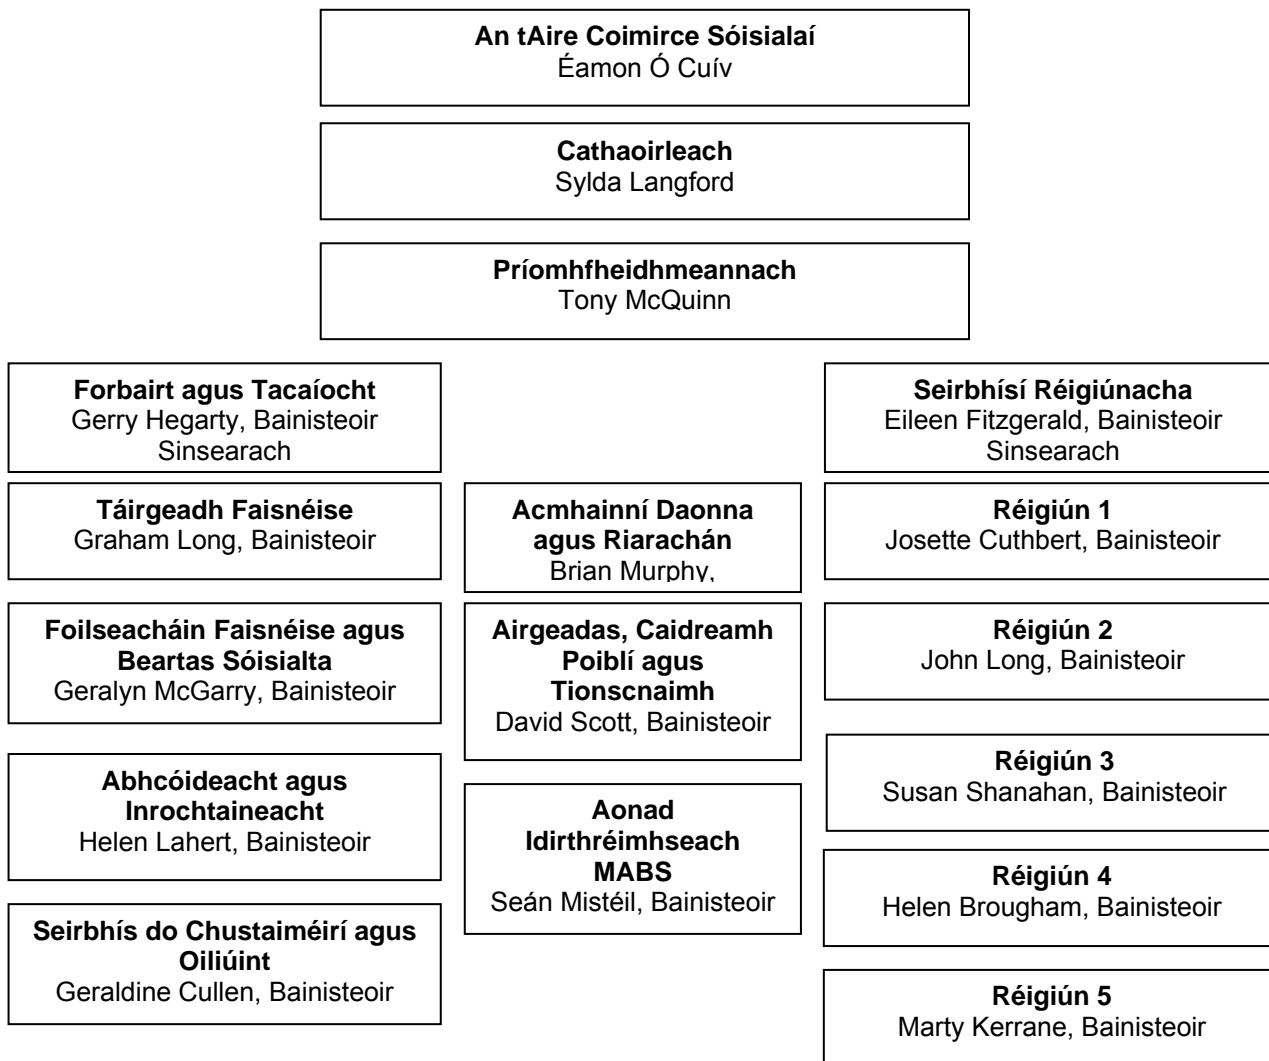 An tAire Coimirce Sóisialaí
Éamon Ó Cuív
Cathaoirleach
Sylda Langford
Príomhfheidhmeannach
Tony McQuinn
Forbairt agus Tacaíocht
Gerry Hegarty, Bainisteoir
Sinsearach
Táirgeadh Faisnéise
Graham Long, Bainisteoir
Foilseacháin Faisnéise agus
Beartas Sóisialta
Geralyn McGarry, Bainisteoir
Abhcóideacht agus
Inrochtaineacht
Helen Lahert, Bainisteoir
Seirbhís do Chustaiméirí agus
Oiliúint
Geraldine Cullen, Bainisteoir
Acmhainní Daonna
agus Riarachán
Brian Murphy,
Airgeadas, Caidreamh
Poiblí agus
Tionscnaimh
David Scott, Bainisteoir
Aonad
Idirthréimhseach
MABS
Seán Mistéil, Bainisteoir
Seirbhísí Réigiúnacha
Eileen Fitzgerald, Bainisteoir
Sinsearach
Réigiún 1
Josette Cuthbert, Bainisteoir
Réigiún 2
John Long, Bainisteoir
Réigiún 3
Susan Shanahan, Bainisteoir
Réigiún 4
Helen Brougham, Bainisteoir
Réigiún 5
Marty Kerrane, Bainisteoir